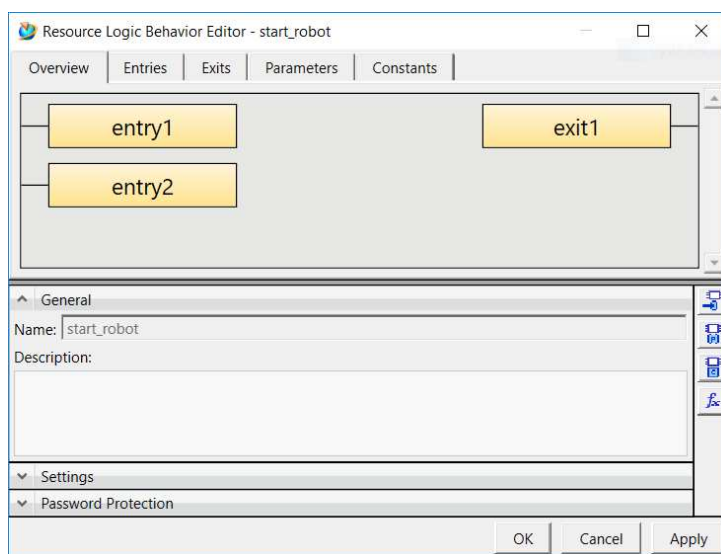 Resource Logic Behavior Editor - start_robot
Overview Entries Exits Parameters Constants
entry1 exit1
entry2
General
Name: start_robot
Description:
Settings
Password Protection
OK Cancel Apply